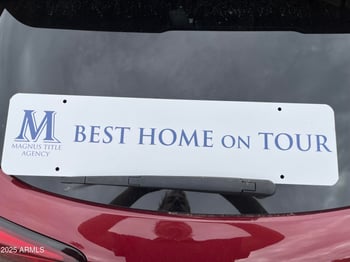 M
MAGNUS TITLE
AGENCY
BEST HOME ON TOUR
2025 ARMLS